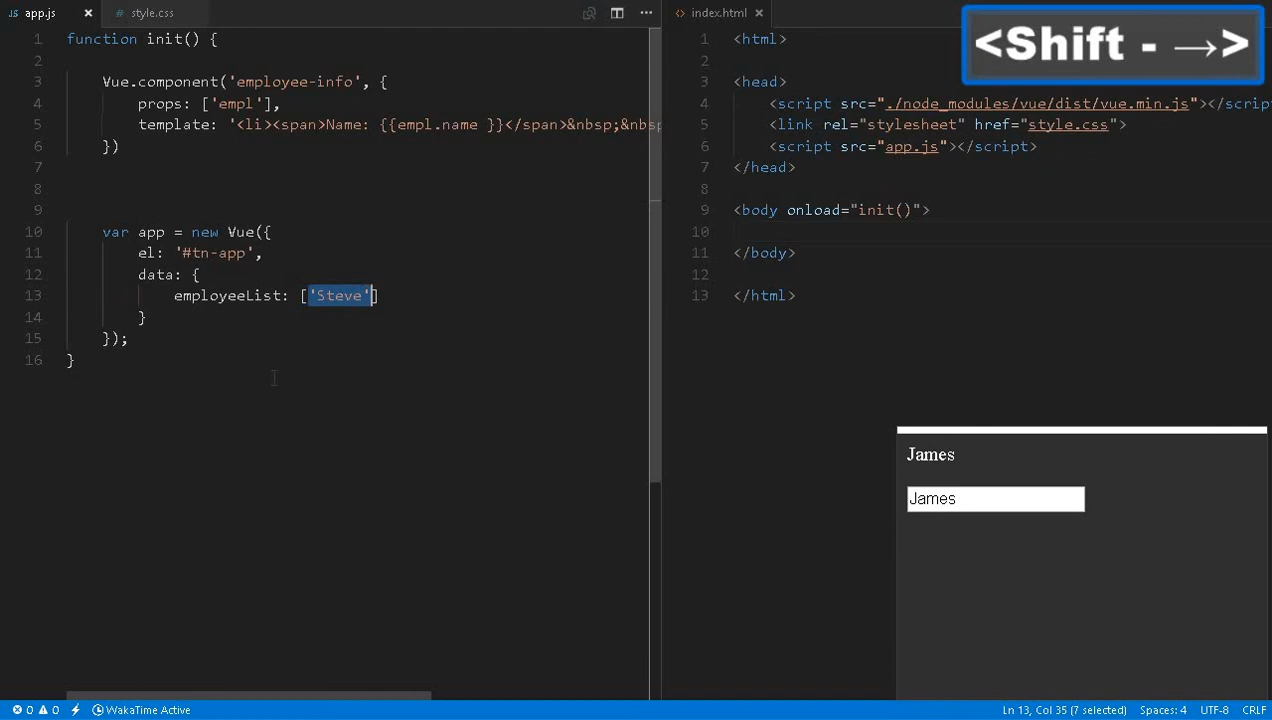 app.js
style.css
index.html
<Shift - →>
1 function init() {
2
3 Vue.component('employee-info', {
4 props: ['empl'],
5 template: '<li><span>Name: {{empl.name }}</span>&nbsp;&nbsp
6 })
7
8
9
10 var app = new Vue({
11 el: '#tn-app',
12 data: {
13 employeeList: ['Steve']
14 }
15 });
16 }
1 <html>
2
3 <head>
4 <script src="./node_modules/vue/dist/vue.min.js"></scrip
5 <link rel="stylesheet" href="style.css">
6 <script src="app.js"></script>
7 </head>
8
9 <body onload="init()">
10
11 </body>
12
13 </html>
James
James
0 0 WakaTime Active
Ln 13, Col 35 (7 selected) Spaces: 4 UTF-8 CRLF